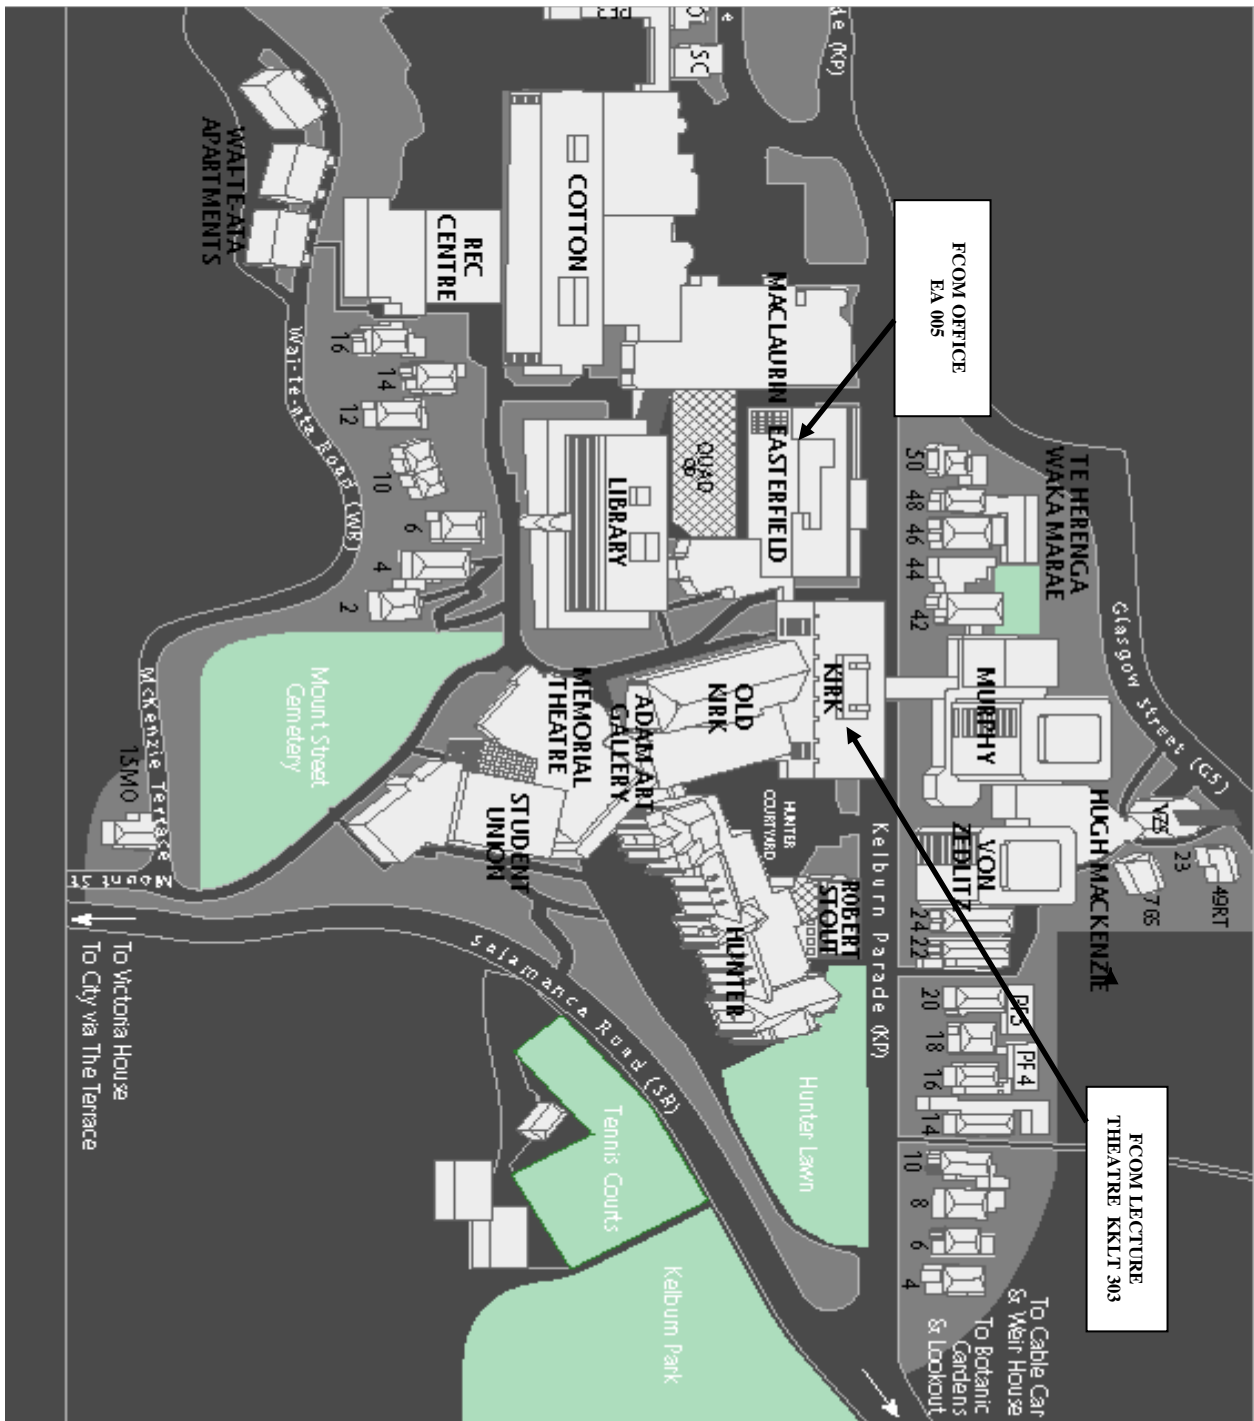 FCOM OFFICE
EA 005
FCOM LECTURE
THEATRE KKLT 303
SC
WAI-TE-ATA
APARTMENTS
REC
CENTRE
COTTON
MACLAURIN
EASTERFIELD
QUAD
LIBRARY
TE HERENGA
WAKA MARAE
Glasgow Street (GS)
50
48
46
44
42
MURPHY
KIRK
OLD
KIRK
ADAM ART
GALLERY
MEMORIAL
THEATRE
STUDENT
UNION
HUNTER
COURTYARD
ROBERT
STOUT
HUNTER
VON
ZEDLITZ
HUGH MACKENZIE
23
49RT
7GS
24
22
20
18
16
14
10
8
6
4
PF 4
Kelburn Parade (KP)
16
14
12
10
6
4
2
Wai-te-ata Road (WR)
McKenzie Terrace
Mount St
15MO
Mount Street
Cemetery
Salamanca Road (SR)
Hunter Lawn
Tennis Courts
Kelburn Park
To Victoria House
To City via The Terrace
To Cable Car
& Weir House
To Botanic
Gardens
& Lookout